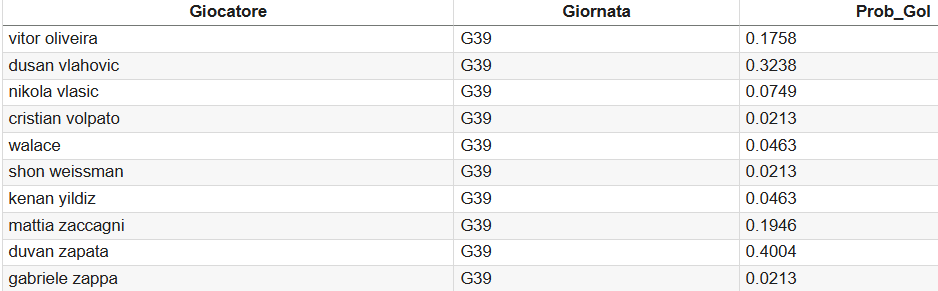 Giocatore Giornata Prob_Gol
vitor oliveira G39 0.1758
dusan vlahovic G39 0.3238
nikola vlasic G39 0.0749
cristian volpato G39 0.0213
walace G39 0.0463
shon weissman G39 0.0213
kenan yildiz G39 0.0463
mattia zaccagni G39 0.1946
duvan zapata G39 0.4004
gabriele zappa G39 0.0213